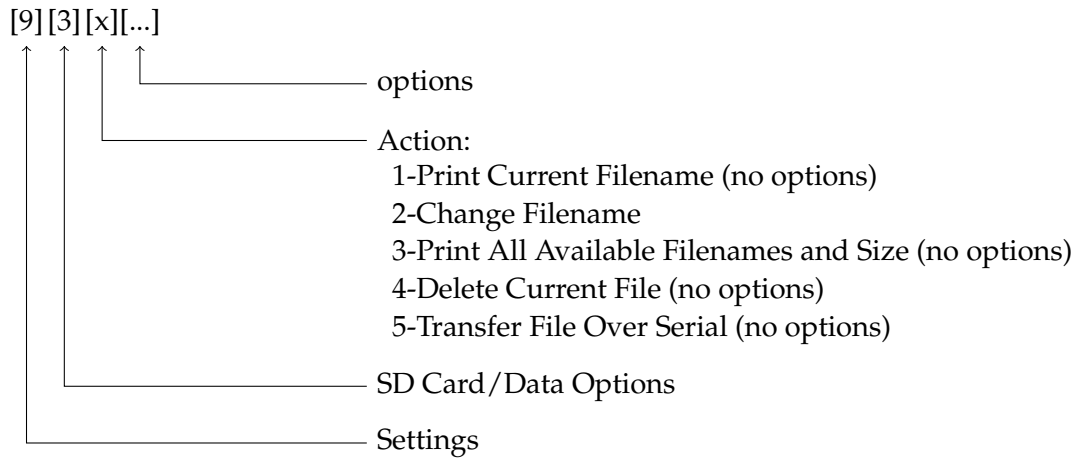 [9][3][x][...]
options
Action:
1-Print Current Filename (no options)
2-Change Filename
3-Print All Available Filenames and Size (no options)
4-Delete Current File (no options)
5-Transfer File Over Serial (no options)
SD Card/Data Options
Settings